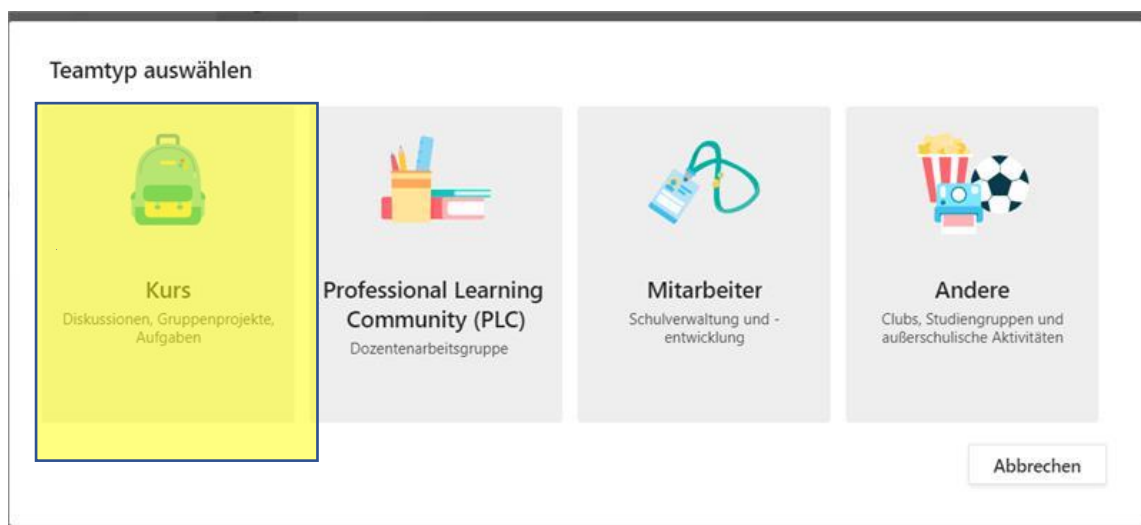 Teamtyp auswählen
Kurs
Diskussionen, Gruppenprojekte,
Aufgaben
Professional Learning
Community (PLC)
Dozentenarbeitsgruppe
Mitarbeiter
Schulverwaltung und -
entwicklung
Andere
Clubs, Studiengruppen und
außerschulische Aktivitäten
Abbrechen